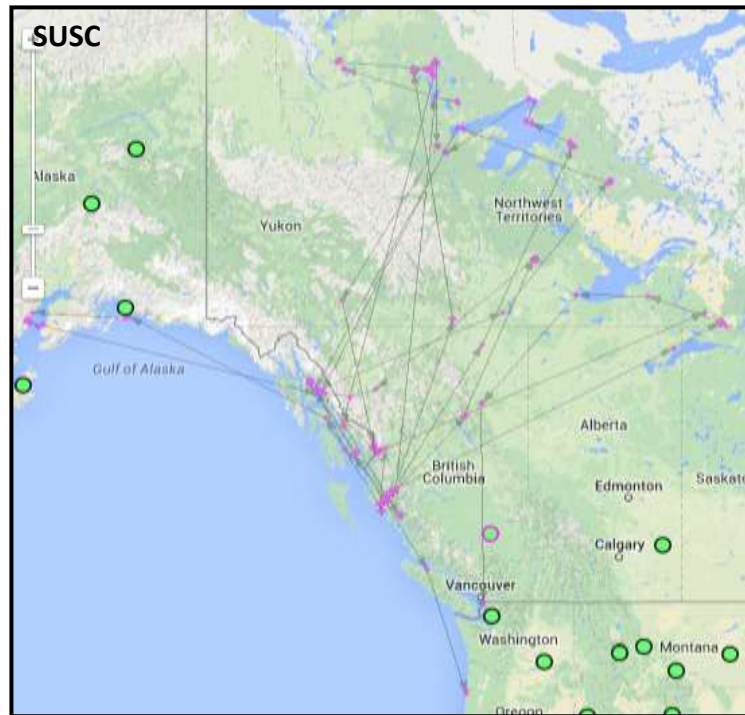 SUSC
Alaska
Yukon
Northwest
Territories
Gulf of Alaska
Alberta
British
Columbia
Edmonton
Saskatc
Calgary
Vancouver
Washington
Montana
Oregon